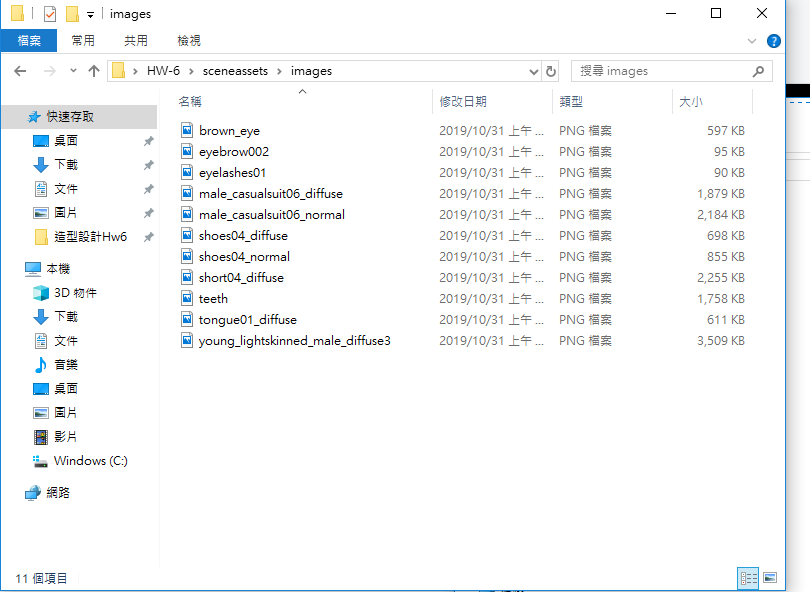 images
檔案 常用 共用 檢視
HW-6 › sceneassets › images 搜尋 images
名稱 修改日期 類型 大小
快速存取
桌面
下載
文件
圖片
造型設計Hw6
本機
3D 物件
下載
文件
音樂
桌面
圖片
影片
Windows (C:)
網路
brown_eye 2019/10/31 上午 ... PNG 檔案 597 KB
eyebrow002 2019/10/31 上午 ... PNG 檔案 95 KB
eyelashes01 2019/10/31 上午 ... PNG 檔案 90 KB
male_casualsuit06_diffuse 2019/10/31 上午 ... PNG 檔案 1,879 KB
male_casualsuit06_normal 2019/10/31 上午 ... PNG 檔案 2,184 KB
shoes04_diffuse 2019/10/31 上午 ... PNG 檔案 698 KB
shoes04_normal 2019/10/31 上午 ... PNG 檔案 855 KB
short04_diffuse 2019/10/31 上午 ... PNG 檔案 2,255 KB
teeth 2019/10/31 上午 ... PNG 檔案 1,758 KB
tongue01_diffuse 2019/10/31 上午 ... PNG 檔案 611 KB
young_lightskinned_male_diffuse3 2019/10/31 上午 ... PNG 檔案 3,509 KB
11 個項目